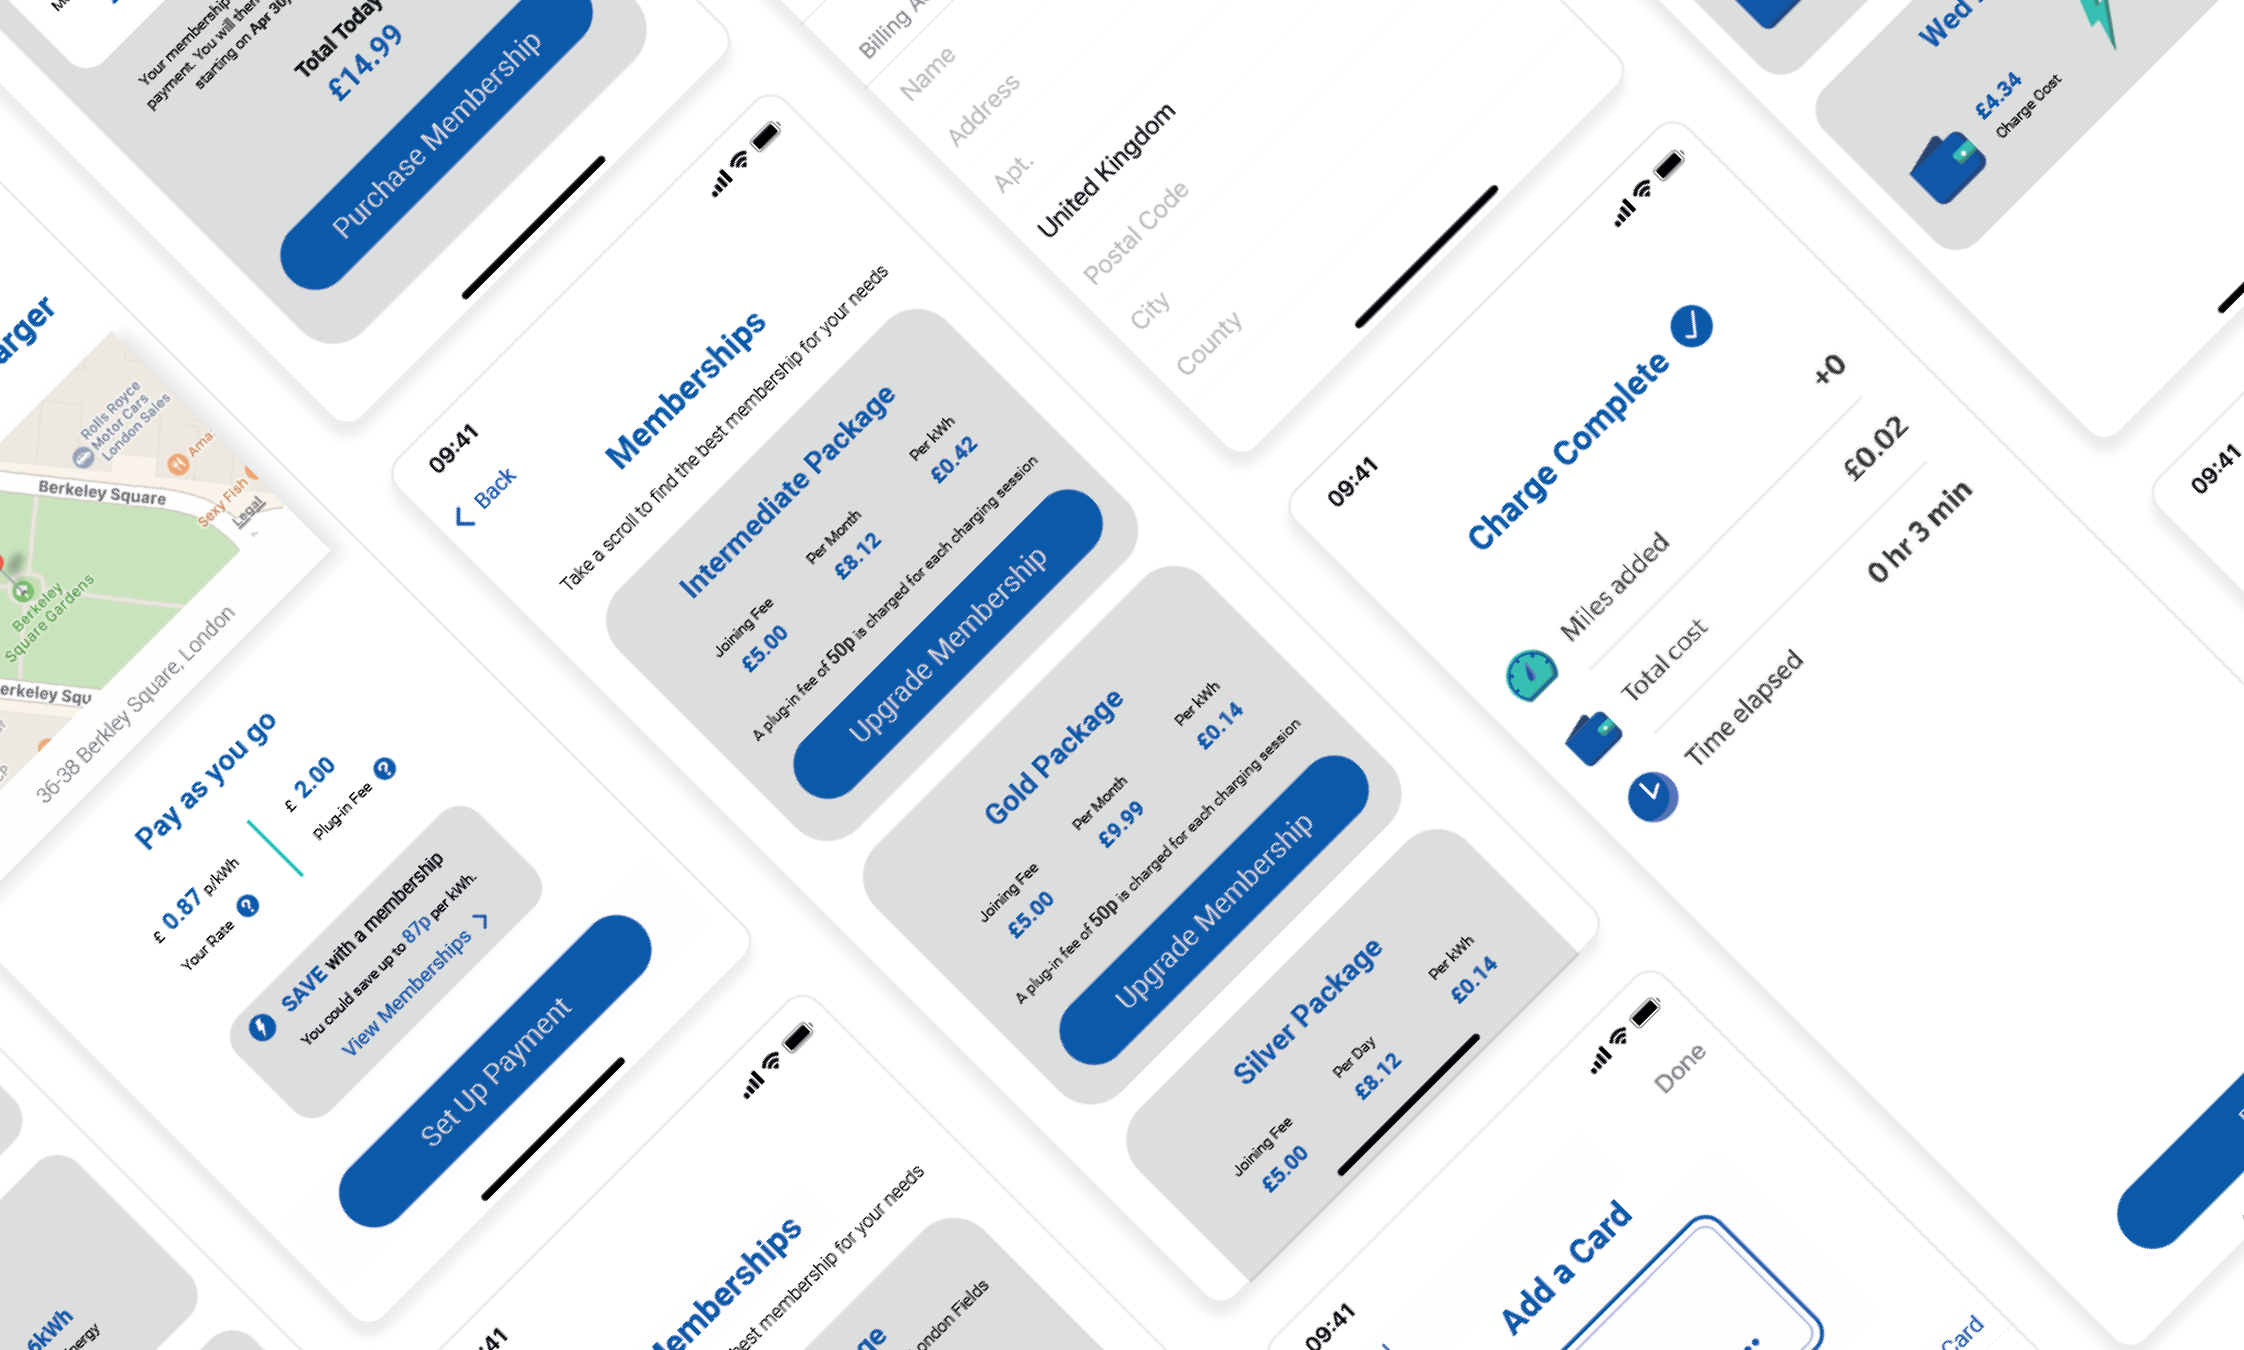 Your membership
payment. You will then
starting on Apr 30,
Total Today
£14.99
Purchase Membership
Billing
Name
Address
Apt.
United Kingdom
Postal Code
City
County
Wed
£4.34
Charge Cost
arger
Rolls Royce
Motor Cars
London Sales
Sexy Fish
Legal
Berkeley Square
Berkeley
Square Gardens
erkeley Squ
36-38 Berkley Square, London
Pay as you go
£ 0.87 p/kWh
Your Rate
£ 2.00
Plug-in Fee
SAVE with a membership
You could save up to 87p per kWh.
View Memberships
Set Up Payment
09:41
Back
Memberships
Take a scroll to find the best membership for your needs
Intermediate Package
Joining Fee
£5.00
Per Month
£8.12
Per kWh
£0.42
A plug-in fee of 50p is charged for each charging session
Upgrade Membership
Gold Package
Joining Fee
£5.00
Per Month
£9.99
Per kWh
£0.14
A plug-in fee of 50p is charged for each charging session
Upgrade Membership
Silver Package
Joining Fee
£5.00
Per Day
£8.12
Per kWh
£0.14
09:41
Charge Complete
Miles added
+0
Total cost
£0.02
Time elapsed
0 hr 3 min
09:41
6kWh
nergy
:41
emberships
best membership for your needs
ge
ondon Fields
09:41
Done
Add a Card
Card